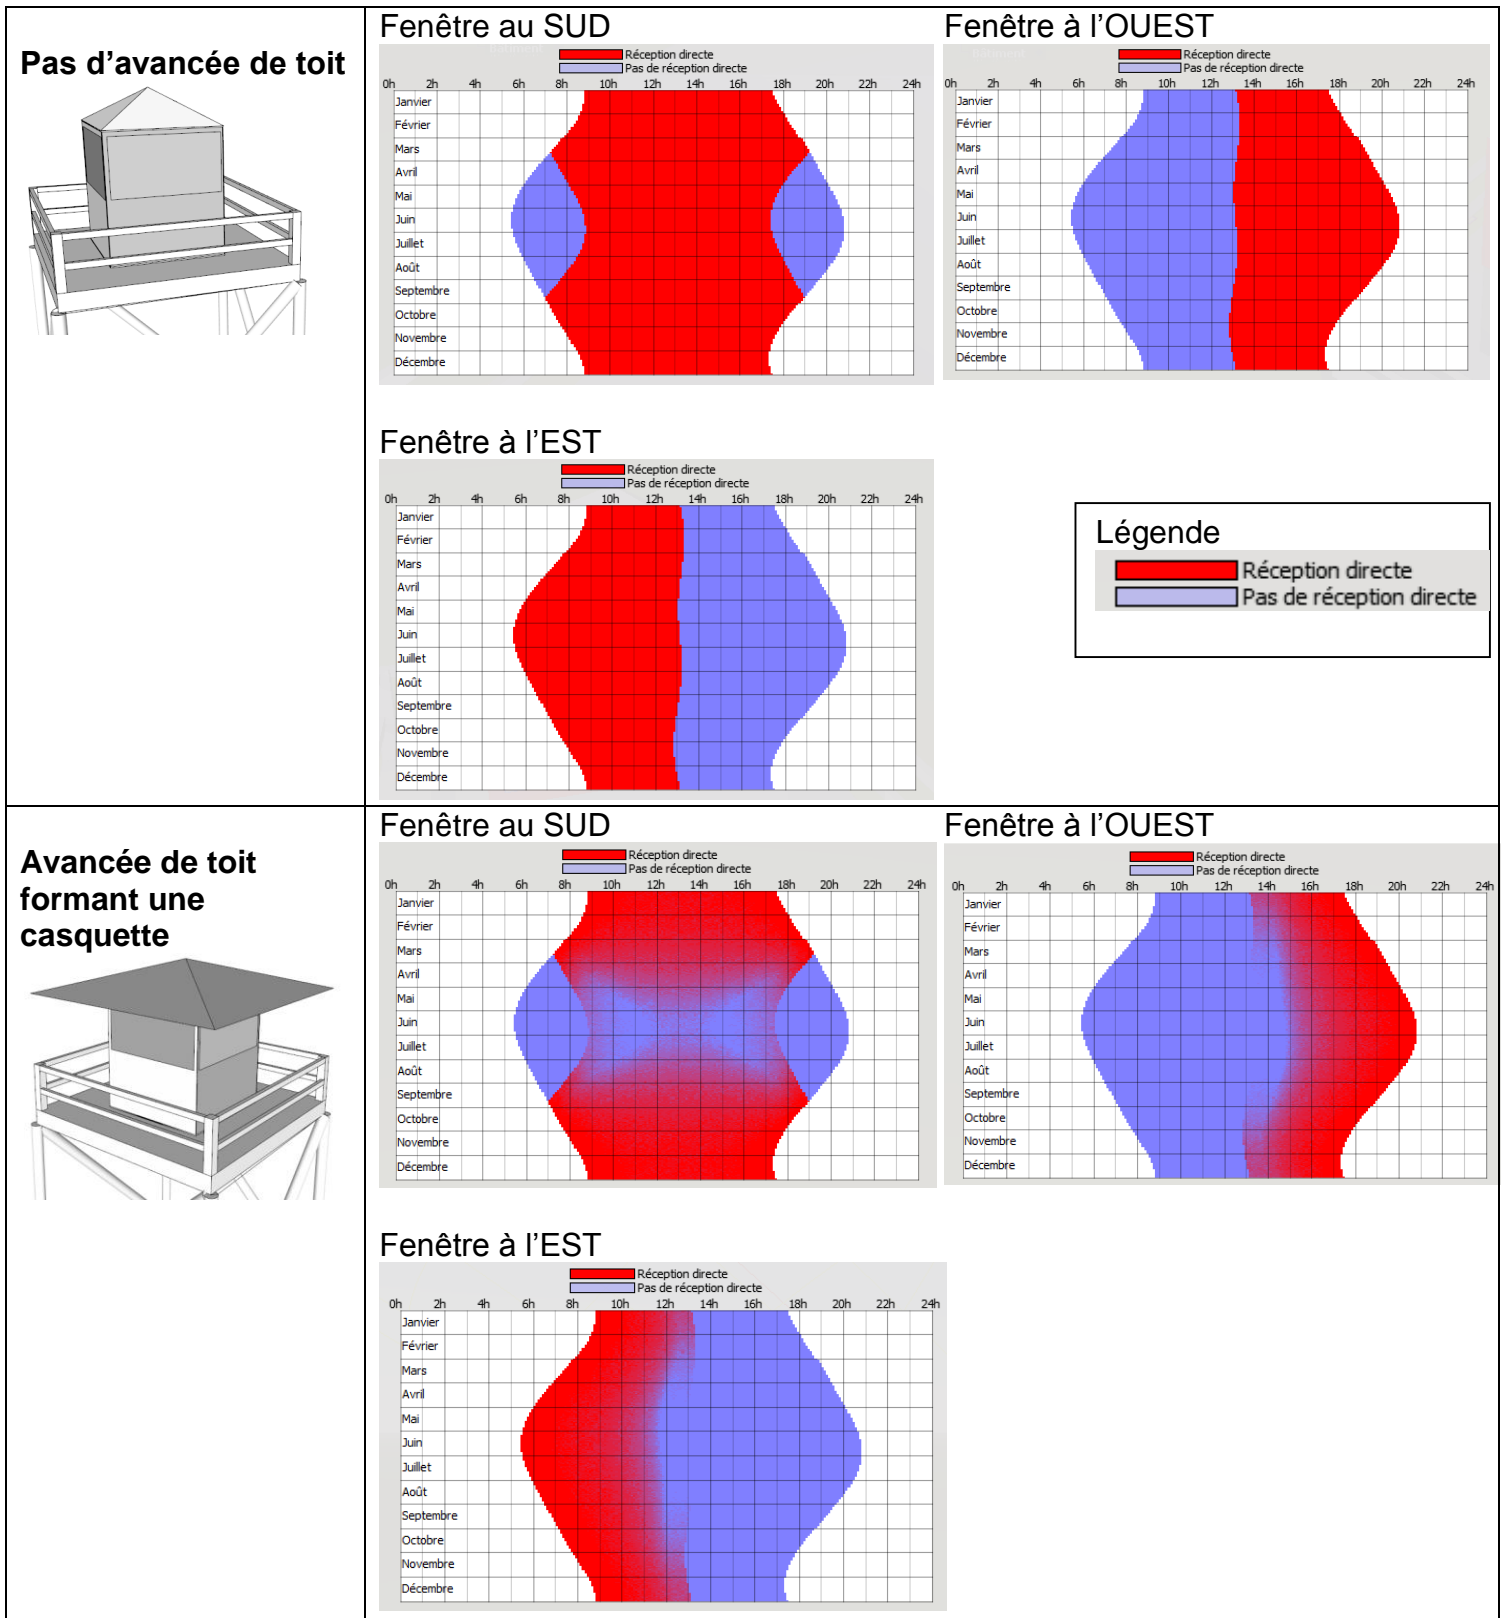 Pas d’avancée de toit
Fenêtre au SUD
Réception directe
Pas de réception directe
0h 2h 4h 6h 8h 10h 12h 14h 16h 18h 20h 22h 24h
Janvier
Février
Mars
Avril
Mai
Juin
Juillet
Août
Septembre
Octobre
Novembre
Décembre
Fenêtre à l’OUEST
Réception directe
Pas de réception directe
0h 2h 4h 6h 8h 10h 12h 14h 16h 18h 20h 22h 24h
Janvier
Février
Mars
Avril
Mai
Juin
Juillet
Août
Septembre
Octobre
Novembre
Décembre
Fenêtre à l’EST
Réception directe
Pas de réception directe
0h 2h 4h 6h 8h 10h 12h 14h 16h 18h 20h 22h 24h
Janvier
Février
Mars
Avril
Mai
Juin
Juillet
Août
Septembre
Octobre
Novembre
Décembre
Légende
Réception directe
Pas de réception directe
Avancée de toit
formant une
casquette
Fenêtre au SUD
Réception directe
Pas de réception directe
0h 2h 4h 6h 8h 10h 12h 14h 16h 18h 20h 22h 24h
Janvier
Février
Mars
Avril
Mai
Juin
Juillet
Août
Septembre
Octobre
Novembre
Décembre
Fenêtre à l’OUEST
Réception directe
Pas de réception directe
0h 2h 4h 6h 8h 10h 12h 14h 16h 18h 20h 22h 24h
Janvier
Février
Mars
Avril
Mai
Juin
Juillet
Août
Septembre
Octobre
Novembre
Décembre
Fenêtre à l’EST
Réception directe
Pas de réception directe
0h 2h 4h 6h 8h 10h 12h 14h 16h 18h 20h 22h 24h
Janvier
Février
Mars
Avril
Mai
Juin
Juillet
Août
Septembre
Octobre
Novembre
Décembre